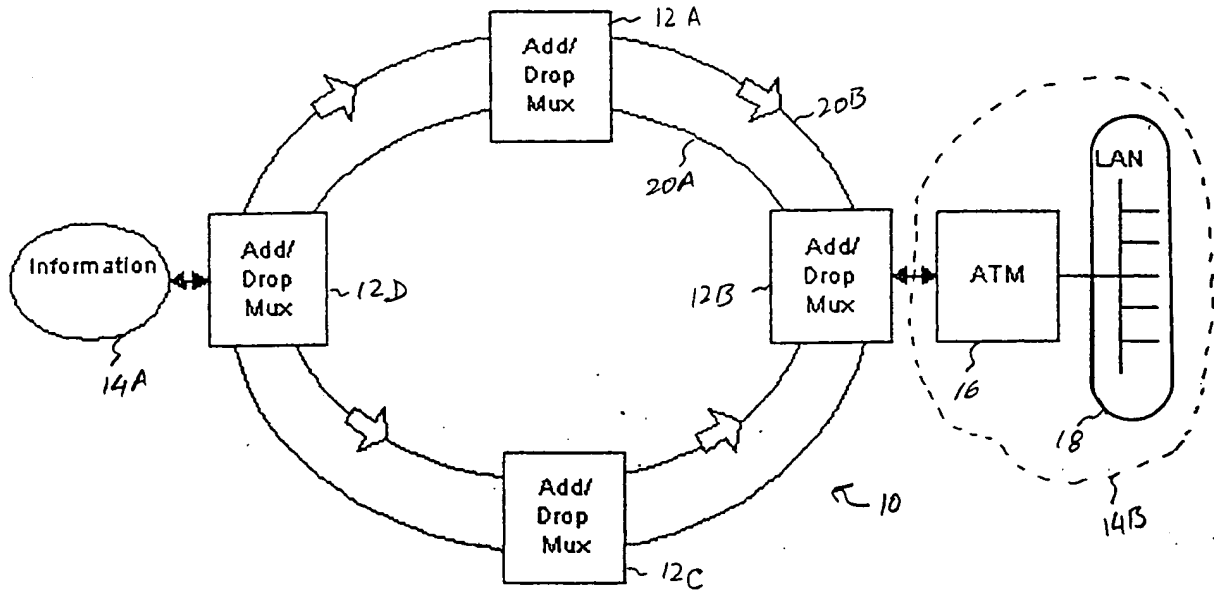 12A
Add/
Drop
Mux
20B
20A
LAN
Information
Add/
Drop
Mux
12D
12B
Add/
Drop
Mux
ATM
14A
16
18
Add/
Drop
Mux
10
14B
12C